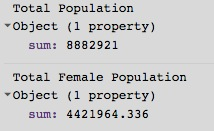 Total Population
Object (1 property)
sum: 8882921
Total Female Population
Object (1 property)
sum: 4421964.336